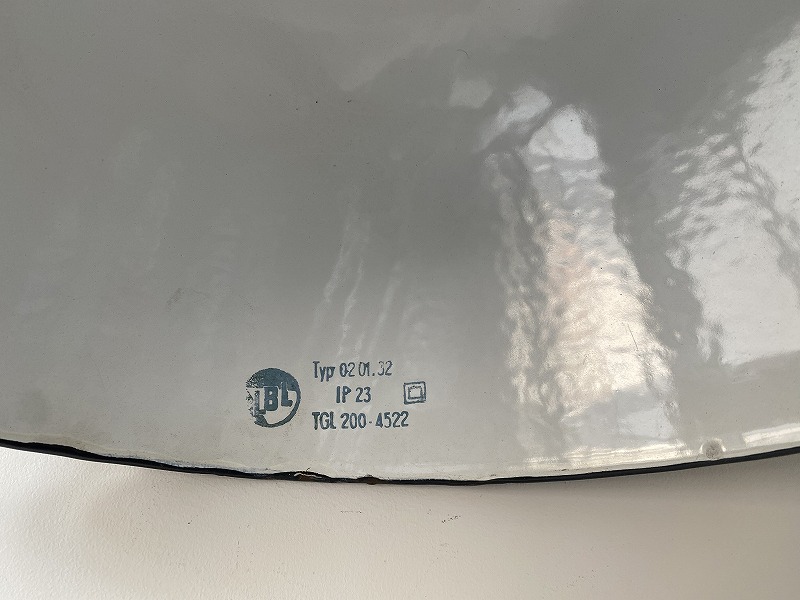 LBL
Typ 02 01.32
IP 23
TGL 200-4522